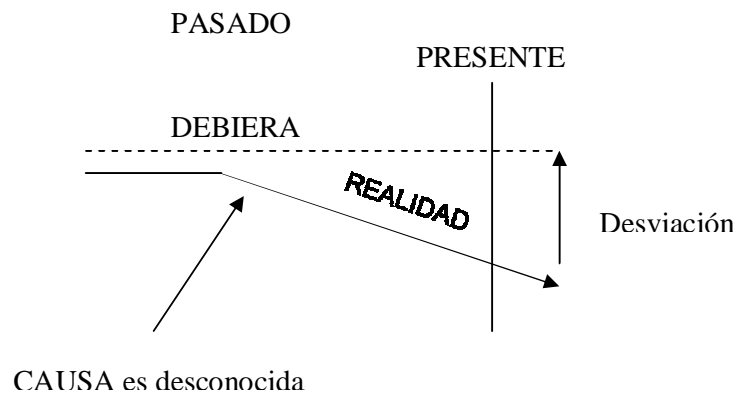 PASADO
PRESENTE
DEBIERA
REALIDAD
Desviación
CAUSA es desconocida